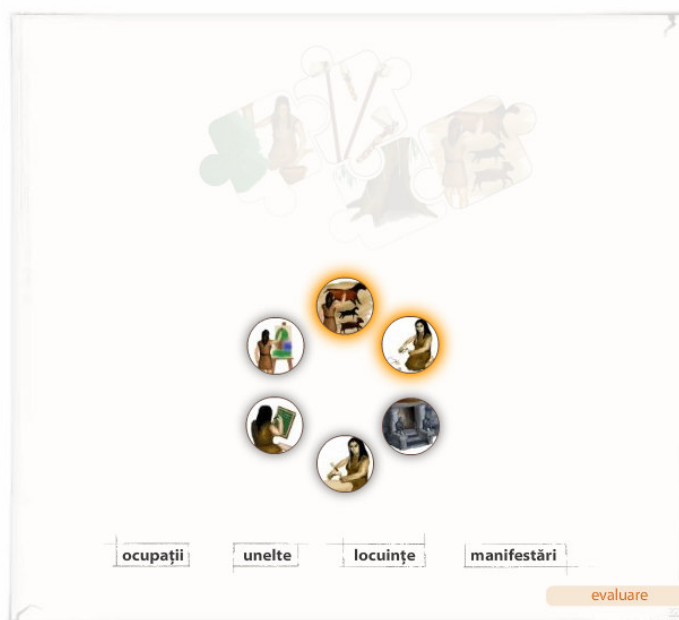 ocupații
unelte
locuințe
manifestări
evaluare